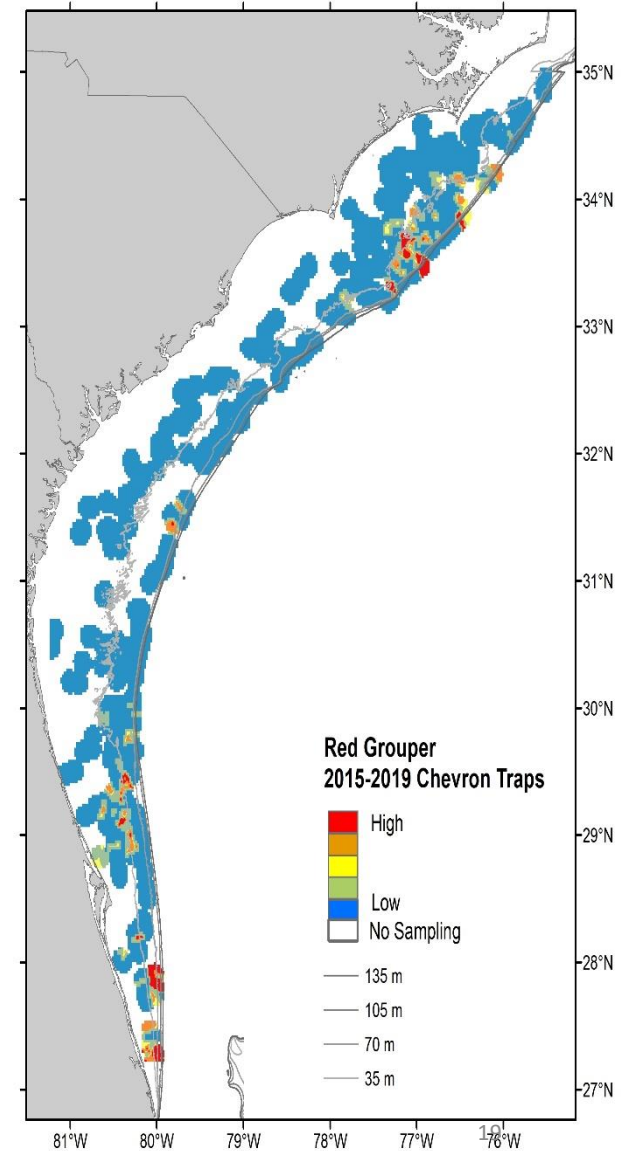 35°N
34°N
33°N
32°N
31°N
30°N
Red Grouper
2015-2019 Chevron Traps
High
29°N
Low
No Sampling
28°N
135 m
105 m
70 m
35 m
27°N
19
81°W 80°W 79°W 78°W 77°W 76°W